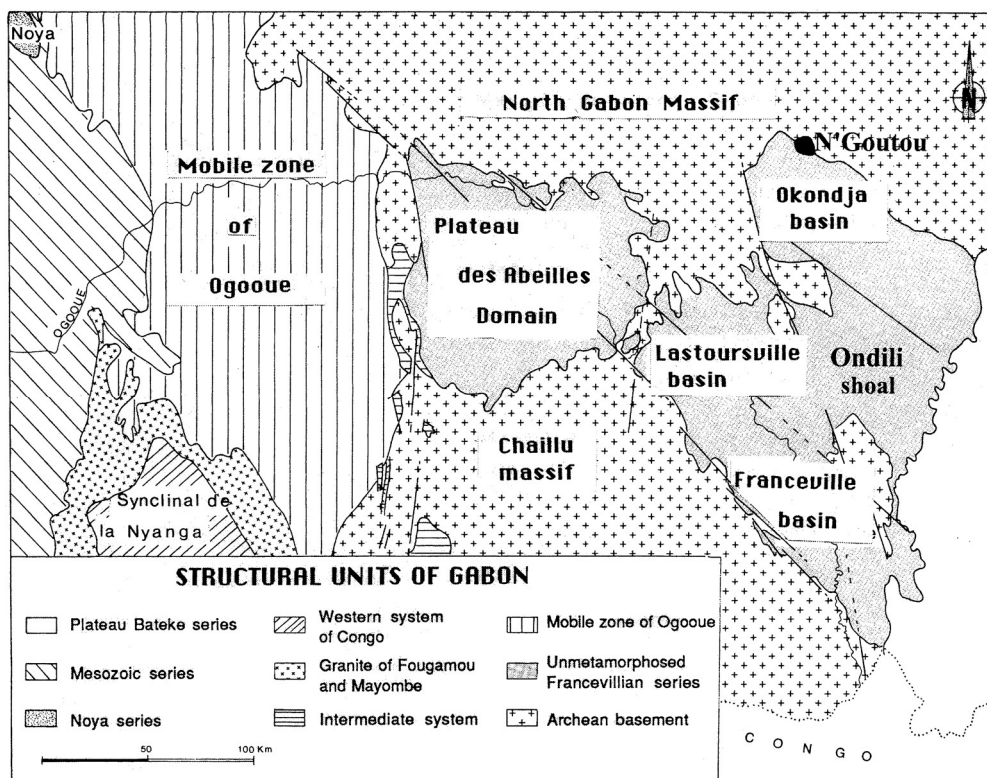 Noya
North Gabon Massif
N
N'Goutou
Mobile zone
of
Ogooue
Okondja
basin
Plateau
des Abeilles
Domain
OGOOUE
Lastoursville
basin
Ondili
shoal
Chaillu
massif
Franceville
basin
Synclinal de
la Nyanga
STRUCTURAL UNITS OF GABON
Plateau Bateke series
Western system
of Congo
Mobile zone of Ogooue
Mesozoic series
Granite of Fougamou
and Mayombe
Unmetamorphosed
Francevillian series
Noya series
Intermediate system
Archean basement
50
100 Km
CONGO